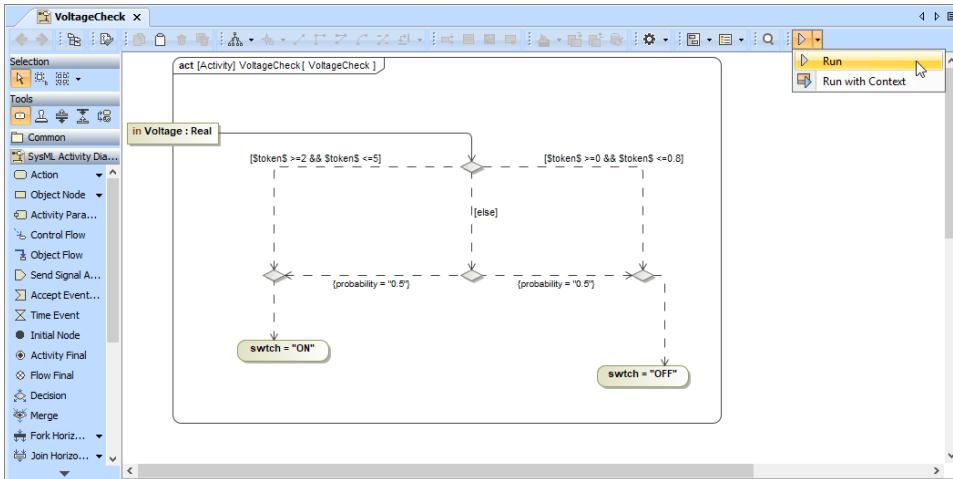 VoltageCheck ×
Selection
Tools
Common
SysML Activity Dia...
Action
Object Node
Activity Para...
Control Flow
Object Flow
Send Signal A...
Accept Event...
Time Event
Initial Node
Activity Final
Flow Final
Decision
Merge
Fork Horiz...
Join Horizo...
Run
Run with Context
act [Activity] VoltageCheck [ VoltageCheck ]
in Voltage : Real
[$token$ >=2 && $token$ <=5]
[$token$ >=0 && $token$ <=0.8]
[else]
{probability = "0.5"}
{probability = "0.5"}
swtch = "ON"
swtch = "OFF"